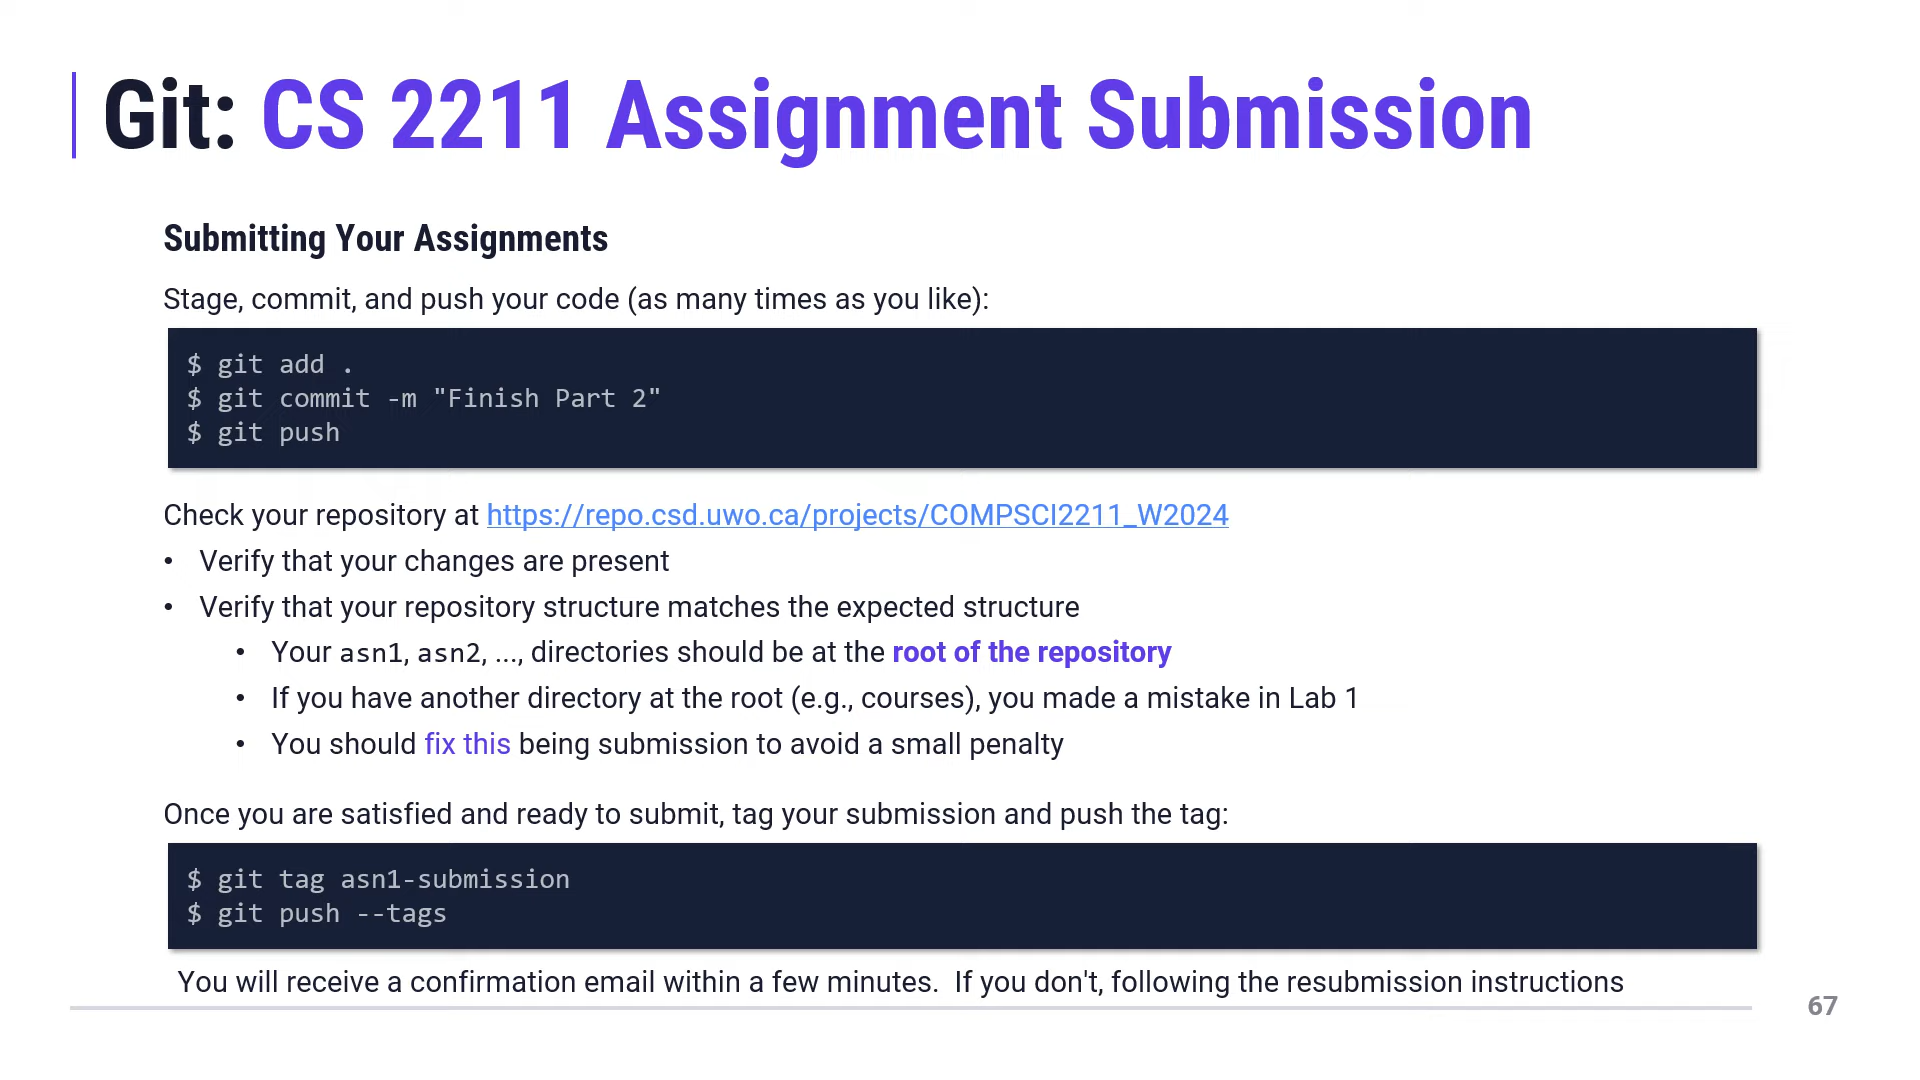 Git: CS 2211 Assignment Submission
Submitting Your Assignments
Stage, commit, and push your code (as many times as you like):
$ git add .
$ git commit -m "Finish Part 2"
$ git push
Check your repository at https://repo.csd.uwo.ca/projects/COMPSCI2211_W2024
• Verify that your changes are present
• Verify that your repository structure matches the expected structure
• Your asn1, asn2, ..., directories should be at the root of the repository
• If you have another directory at the root (e.g., courses), you made a mistake in Lab 1
• You should fix this being submission to avoid a small penalty
Once you are satisfied and ready to submit, tag your submission and push the tag:
$ git tag asn1-submission
$ git push --tags
You will receive a confirmation email within a few minutes.  If you don't, following the resubmission instructions
67